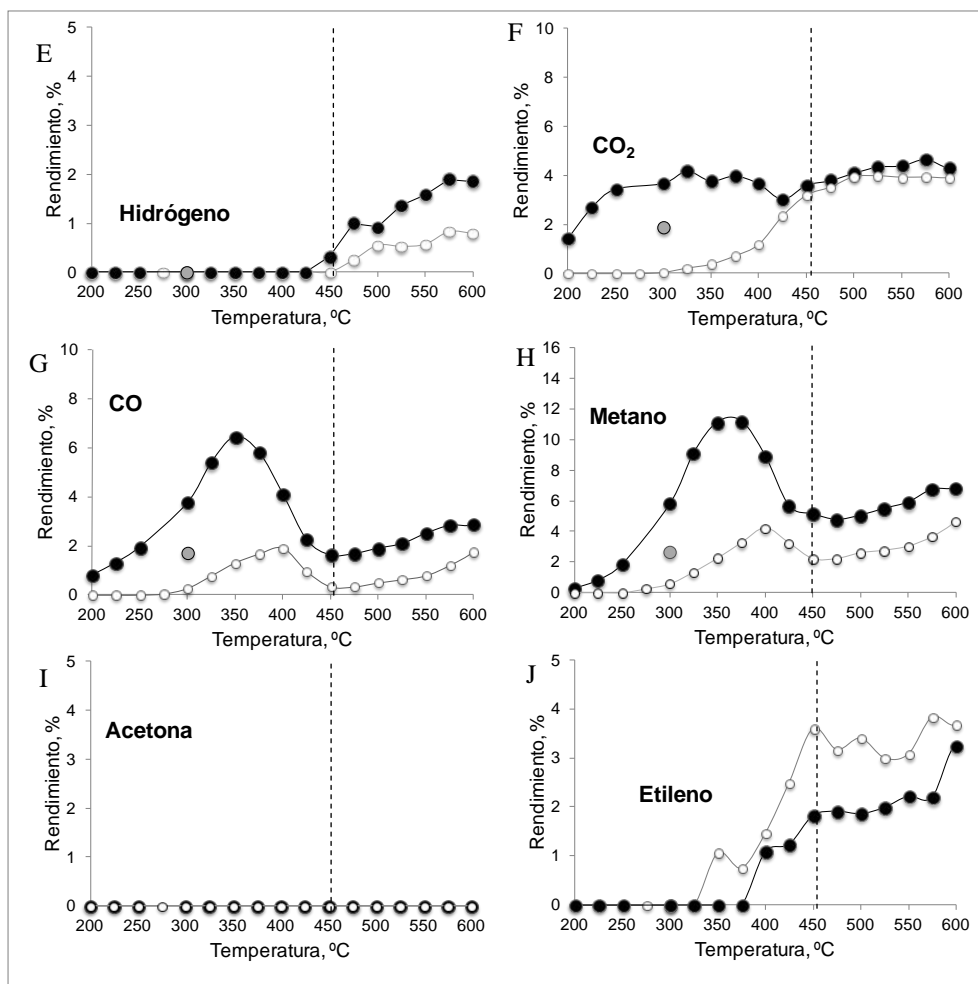 E
Rendimiento, %
5
4
3
2
1
0
Hidrógeno
200 250 300 350 400 450 500 550 600
Temperatura, ºC
F
Rendimiento, %
10
8
6
4
2
0
CO₂
200 250 300 350 400 450 500 550 600
Temperatura, ºC
G
Rendimiento, %
10
8
6
4
2
0
CO
200 250 300 350 400 450 500 550 600
Temperatura, ºC
H
Rendimiento, %
16
14
12
10
8
6
4
2
0
Metano
200 250 300 350 400 450 500 550 600
Temperatura, ºC
I
Rendimiento, %
5
4
3
2
1
0
Acetona
200 250 300 350 400 450 500 550 600
Temperatura, ºC
J
Rendimiento, %
5
4
3
2
1
0
Etileno
200 250 300 350 400 450 500 550 600
Temperatura, ºC